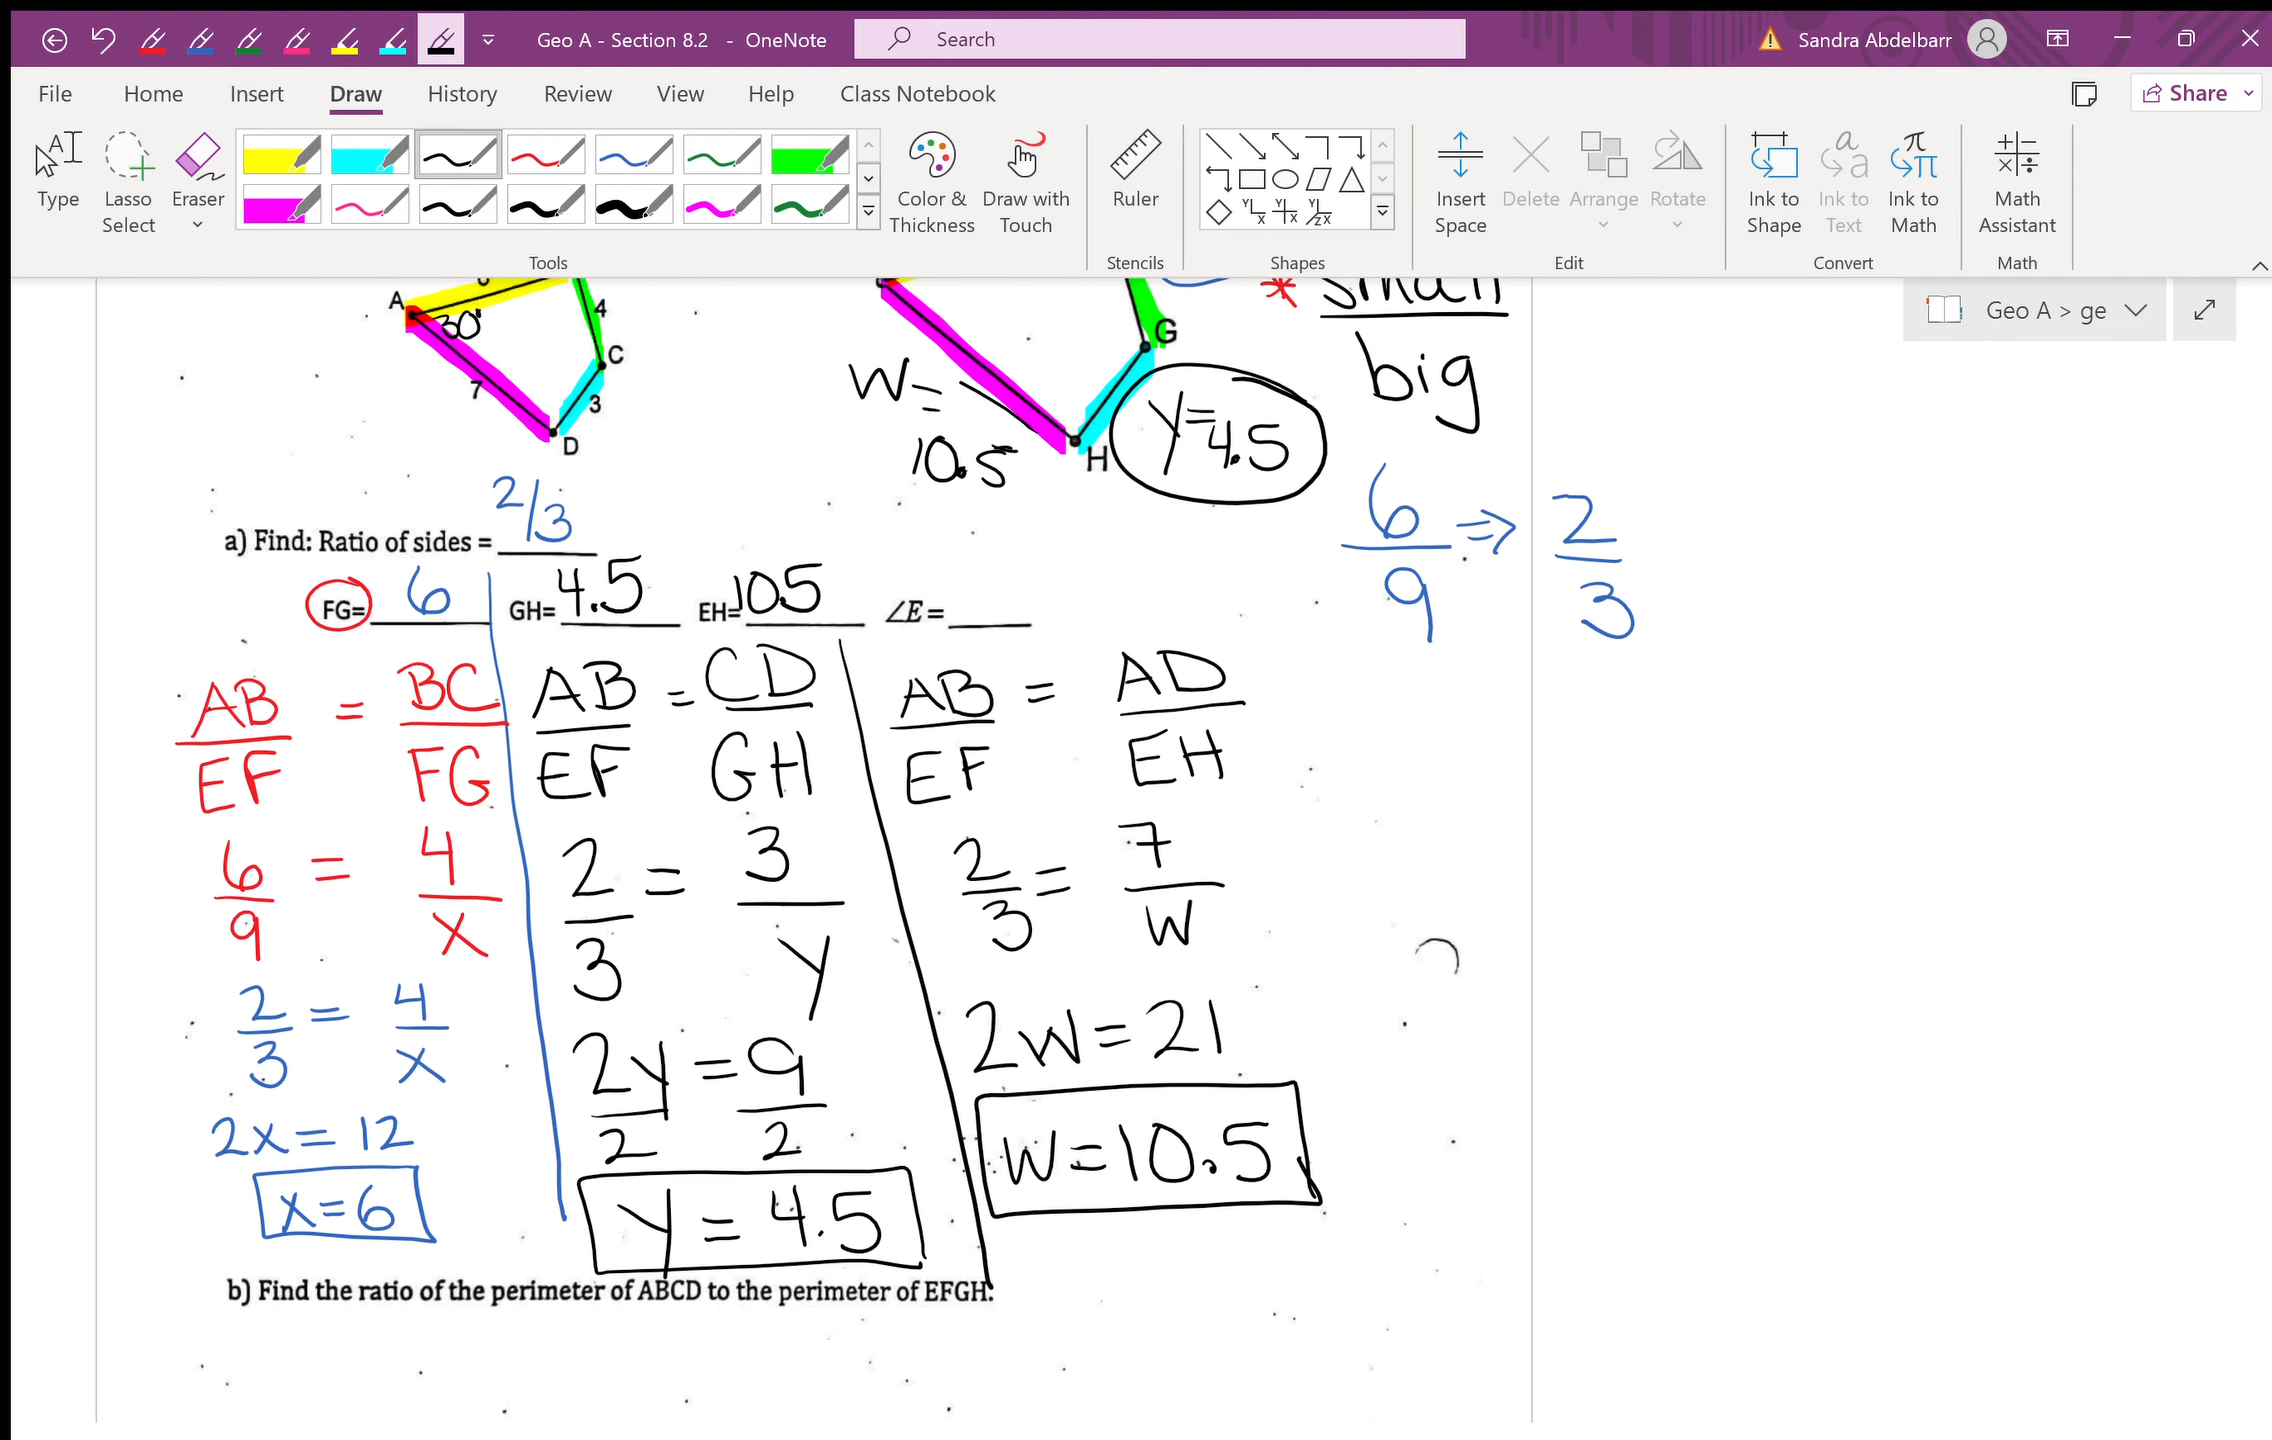 Geo A - Section 8.2 - OneNote
Search
Sandra Abdelbarr
File Home Insert Draw History Review View Help Class Notebook
Share
Type
Lasso Select
Eraser
Color & Thickness
Draw with Touch
Ruler
Insert Space
Delete
Arrange
Rotate
Ink to Shape
Ink to Text
Ink to Math
Math Assistant
Tools Stencils Shapes Edit Convert Math
Geo A > ge
A
30°
4
C
7
3
D
G
H
W=
10.5
Y=4.5
* small
big
6/9 ⇒ 2/3
a) Find: Ratio of sides = 2/3
FG= 6 GH= 4.5 EH= 10.5 ∠E = ____
AB/EF = BC/FG
6/9 = 4/x
2/3 = 4/x
2x = 12
x=6
AB/EF = CD/GH
2/3 = 3/y
2y/2 = 9/2
y = 4.5
AB/EF = AD/EH
2/3 = 7/W
2W=21
W=10.5
b) Find the ratio of the perimeter of ABCD to the perimeter of EFGH: